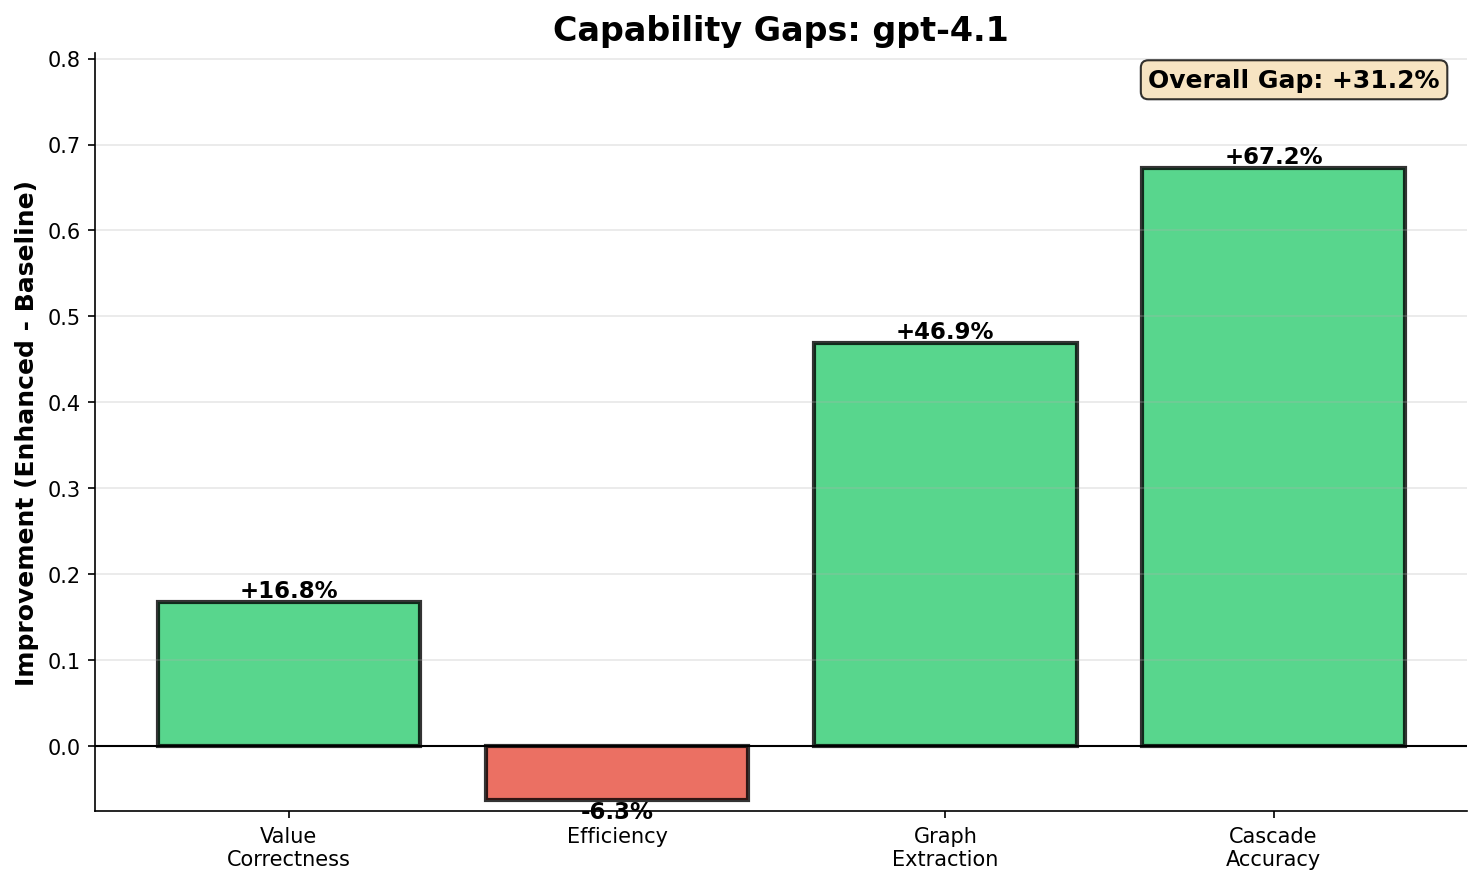 Capability Gaps: gpt-4.1
Overall Gap: +31.2%
Improvement (Enhanced - Baseline)
0.8
0.7
0.6
0.5
0.4
0.3
0.2
0.1
0.0
+16.8%
-6.3%
+46.9%
+67.2%
Value
Correctness
Efficiency
Graph
Extraction
Cascade
Accuracy